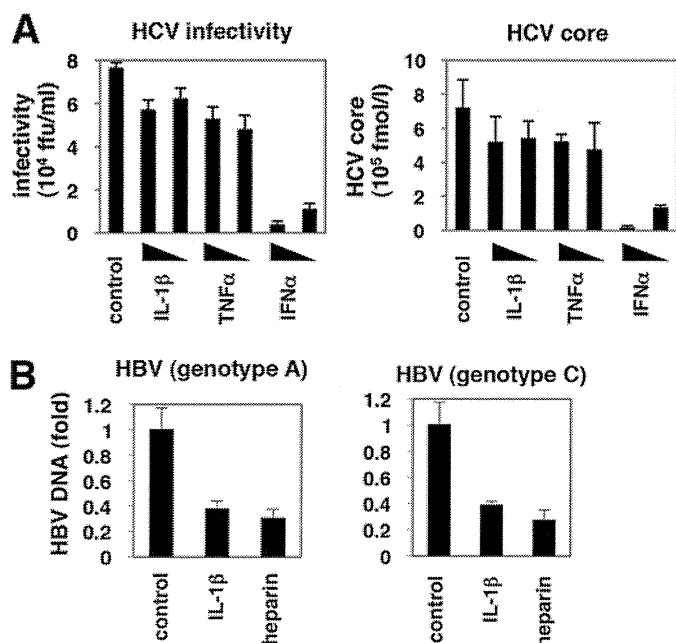 A
HCV infectivity
HCV core
infectivity
(10⁴ ffu/ml)
8
6
4
2
0
control
IL-1β
TNFα
IFNα
HCV core
(10⁵ fmol/l)
10
8
6
4
2
0
control
IL-1β
TNFα
IFNα
B
HBV (genotype A)
HBV (genotype C)
HBV DNA (fold)
1.2
1
0.8
0.6
0.4
0.2
0
control
IL-1β
heparin
1.2
1
0.8
0.6
0.4
0.2
0
control
IL-1β
heparin